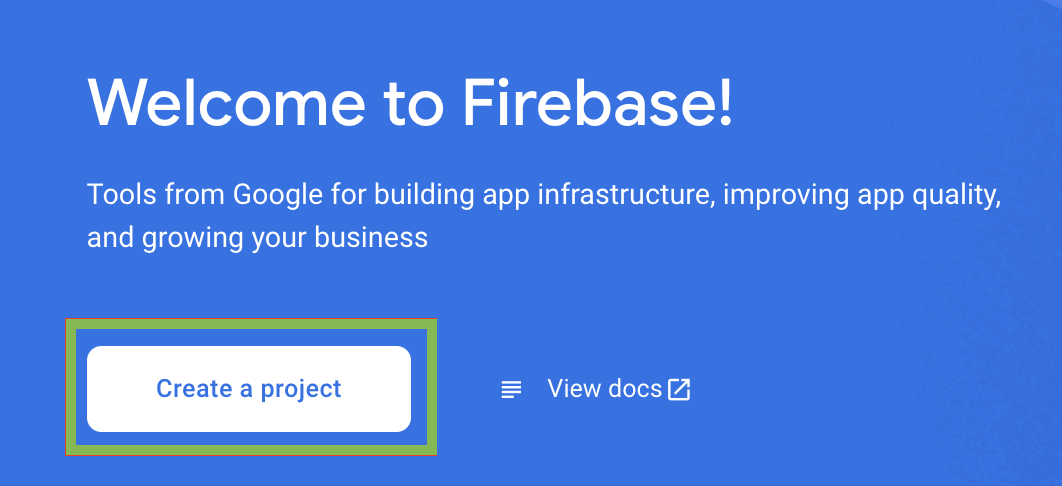 Welcome to Firebase!
Tools from Google for building app infrastructure, improving app quality,
and growing your business
Create a project
View docs